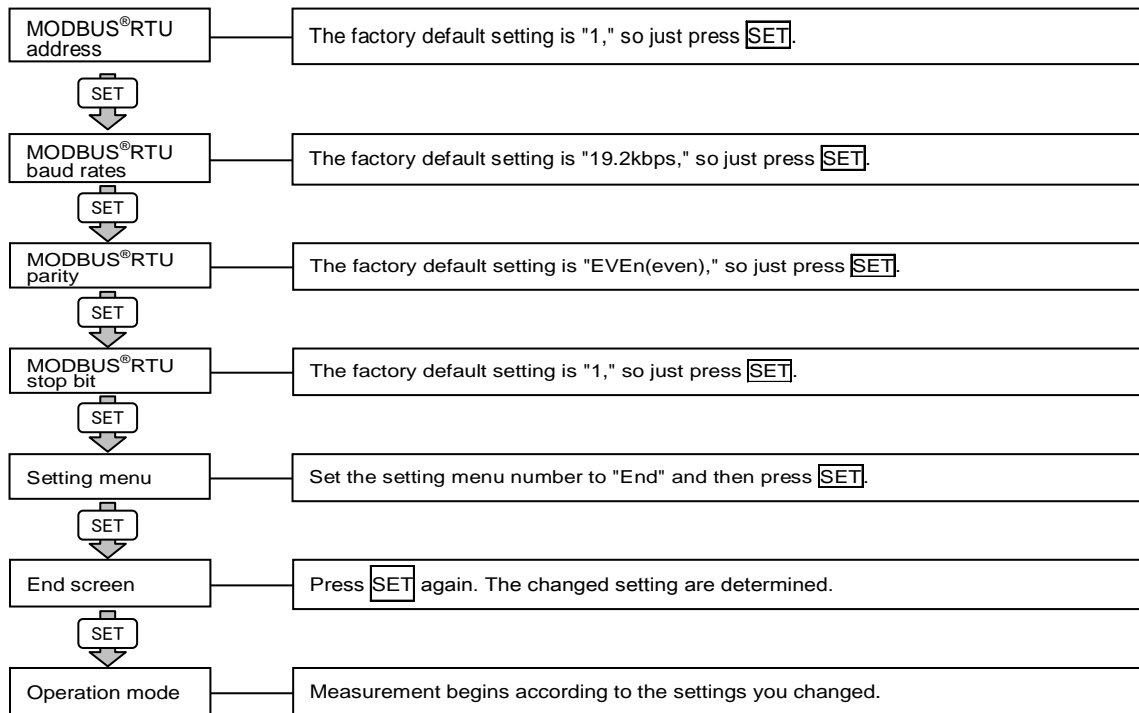 MODBUS®RTU
address
The factory default setting is "1," so just press SET.
SET
MODBUS®RTU
baud rates
The factory default setting is "19.2kbps," so just press SET.
SET
MODBUS®RTU
parity
The factory default setting is "EVEn(even)," so just press SET.
SET
MODBUS®RTU
stop bit
The factory default setting is "1," so just press SET.
SET
Setting menu
Set the setting menu number to "End" and then press SET.
SET
End screen
Press SET again. The changed setting are determined.
SET
Operation mode
Measurement begins according to the settings you changed.